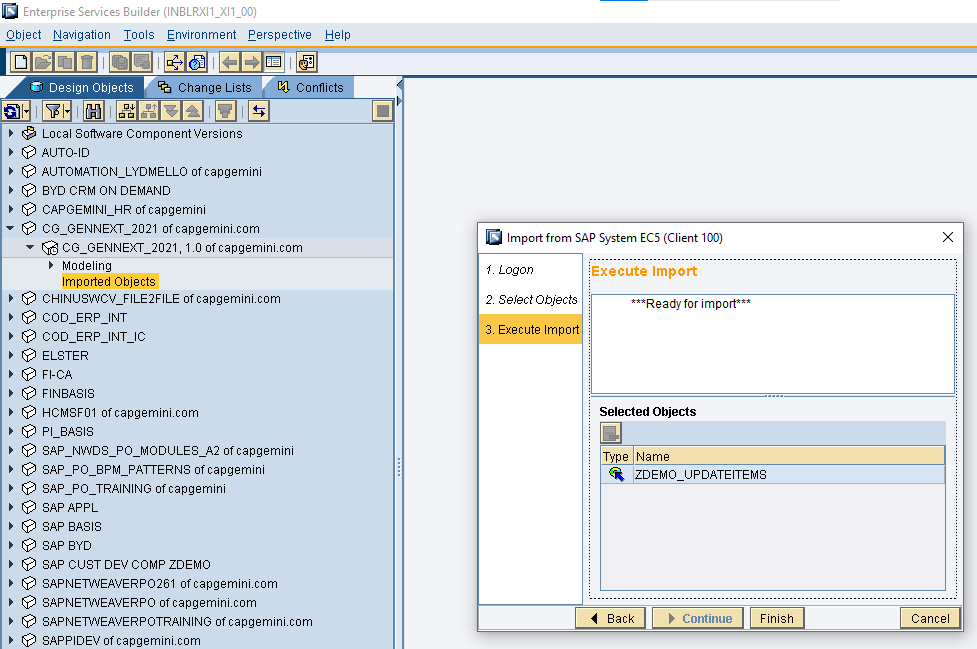 Enterprise Services Builder (INBLRXI1_XI1_00)
Object Navigation Tools Environment Perspective Help
Design Objects Change Lists Conflicts
Local Software Component Versions
AUTO-ID
AUTOMATION_LYDMELLO of capgemini
BYD CRM ON DEMAND
CAPGEMINI_HR of capgemini
CG_GENNEXT_2021 of capgemini.com
CG_GENNEXT_2021, 1.0 of capgemini.com
Modeling
Imported Objects
CHINUSWCV_FILE2FILE of capgemini.com
COD_ERP_INT
COD_ERP_INT_IC
ELSTER
FI-CA
FINBASIS
HCMSF01 of capgemini.com
PI_BASIS
SAP_NWDS_PO_MODULES_A2 of capgemini
SAP_PO_BPM_PATTERNS of capgemini
SAP_PO_TRAINING of capgemini
SAP APPL
SAP BASIS
SAP BYD
SAP CUST DEV COMP ZDEMO
SAPNETWEAVERPO261 of capgemini.com
SAPNETWEAVERPO of capgemini.com
SAPNETWEAVERPOTRAINING of capgemini.com
SAPPIDEV of capgemini.com
Import from SAP System EC5 (Client 100)
1. Logon
2. Select Objects
3. Execute Import
Execute Import
***Ready for import***
Selected Objects
Type Name
ZDEMO_UPDATEITEMS
Back Continue Finish Cancel